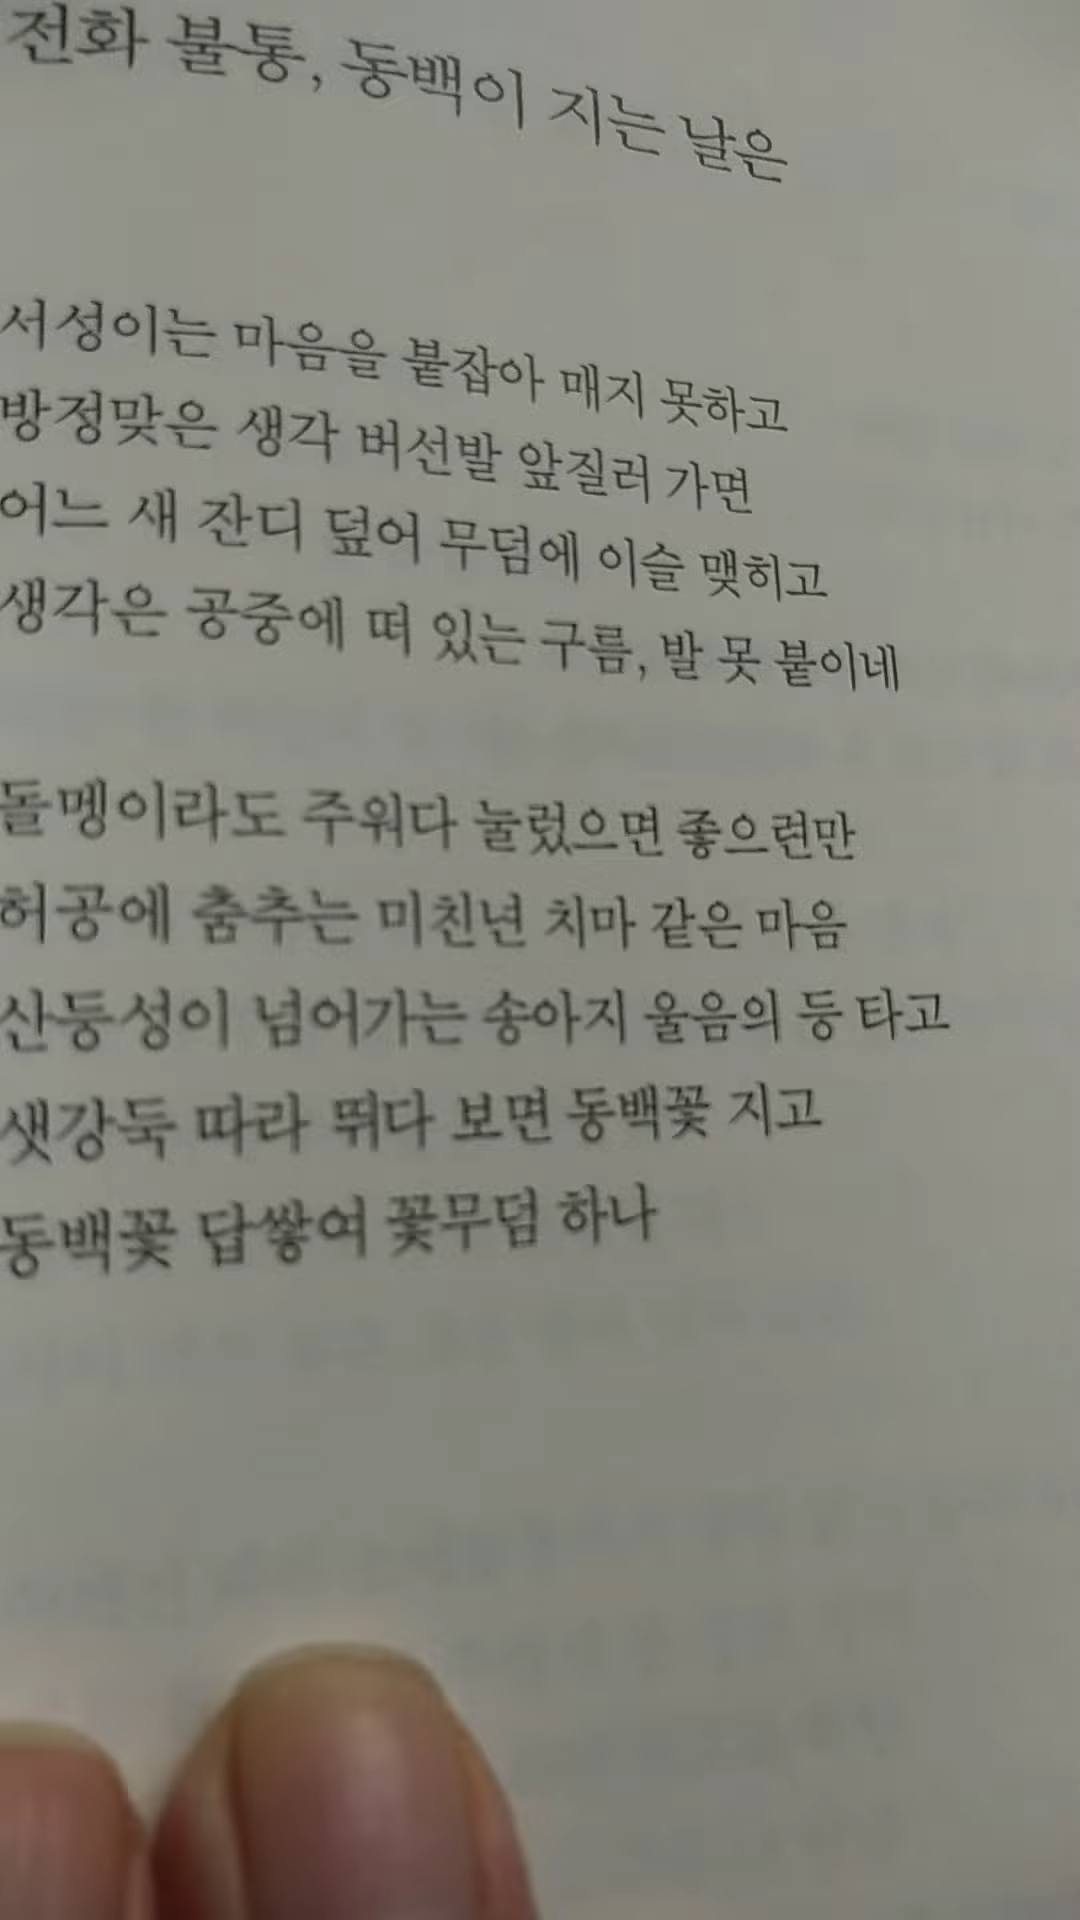 전화 불통, 동백이 지는 날은
서성이는 마음을 붙잡아 매지 못하고
방정맞은 생각 버선발 앞질러 가면
어느 새 잔디 덮어 무덤에 이슬 맺히고
생각은 공중에 떠 있는 구름, 발 못 붙이네
돌멩이라도 주워다 눌렀으면 좋으련만
허공에 춤추는 미친년 치마 같은 마음
산등성이 넘어가는 송아지 울음의 등 타고
샛강둑 따라 뛰다 보면 동백꽃 지고
동백꽃 답쌓여 꽃무덤 하나